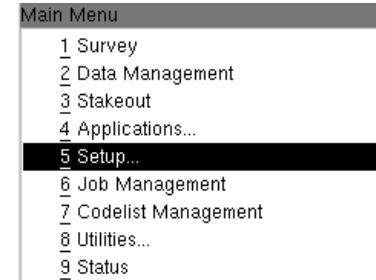 Main Menu
1 Survey
2 Data Management
3 Stakeout
4 Applications...
5 Setup...
6 Job Management
7 Codelist Management
8 Utilities...
9 Status